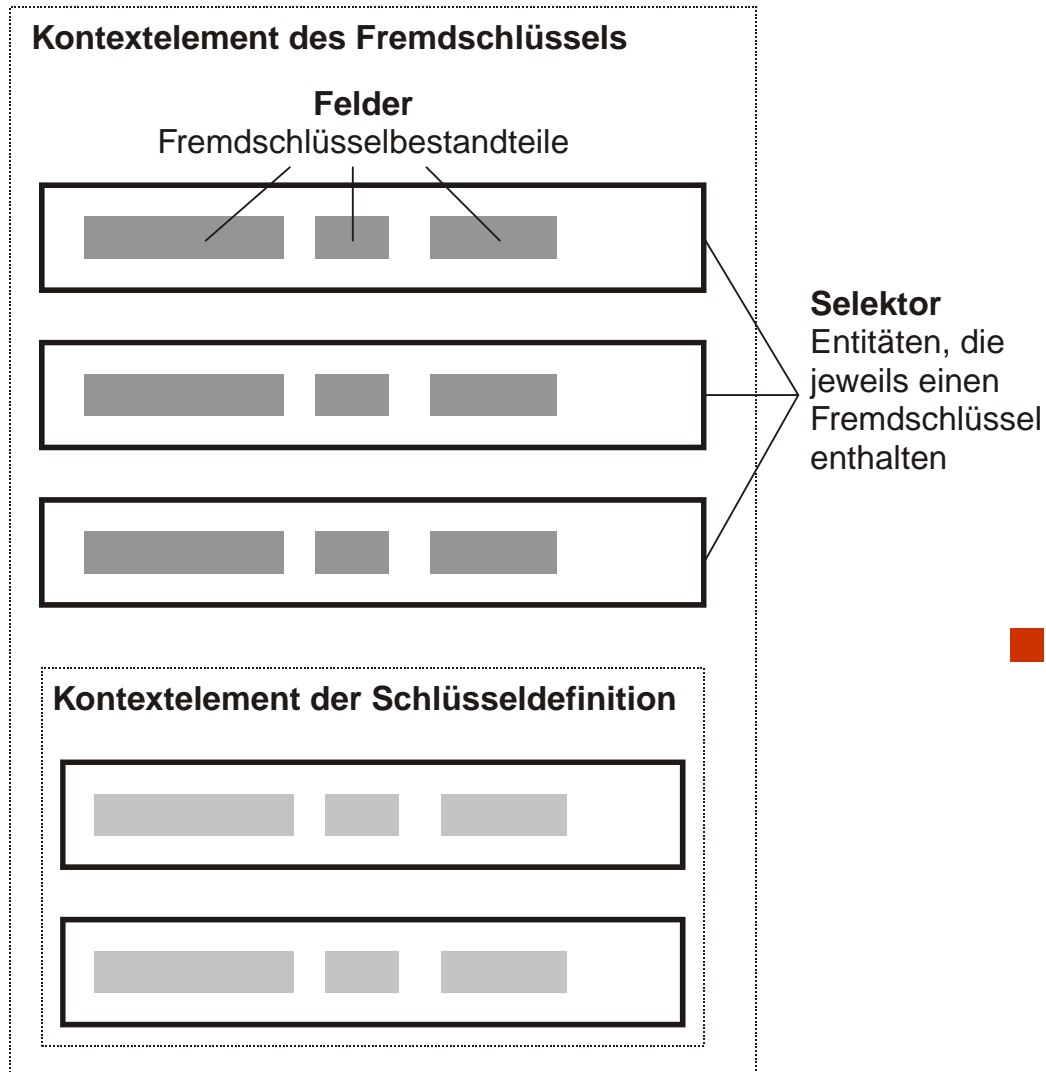 Kontextelement des Fremdschlüssels
Felder
Fremdschlüsselbestandteile
Selektor
Entitäten, die
jeweils einen
Fremdschlüssel
enthalten
Kontextelement der Schlüsseldefinition